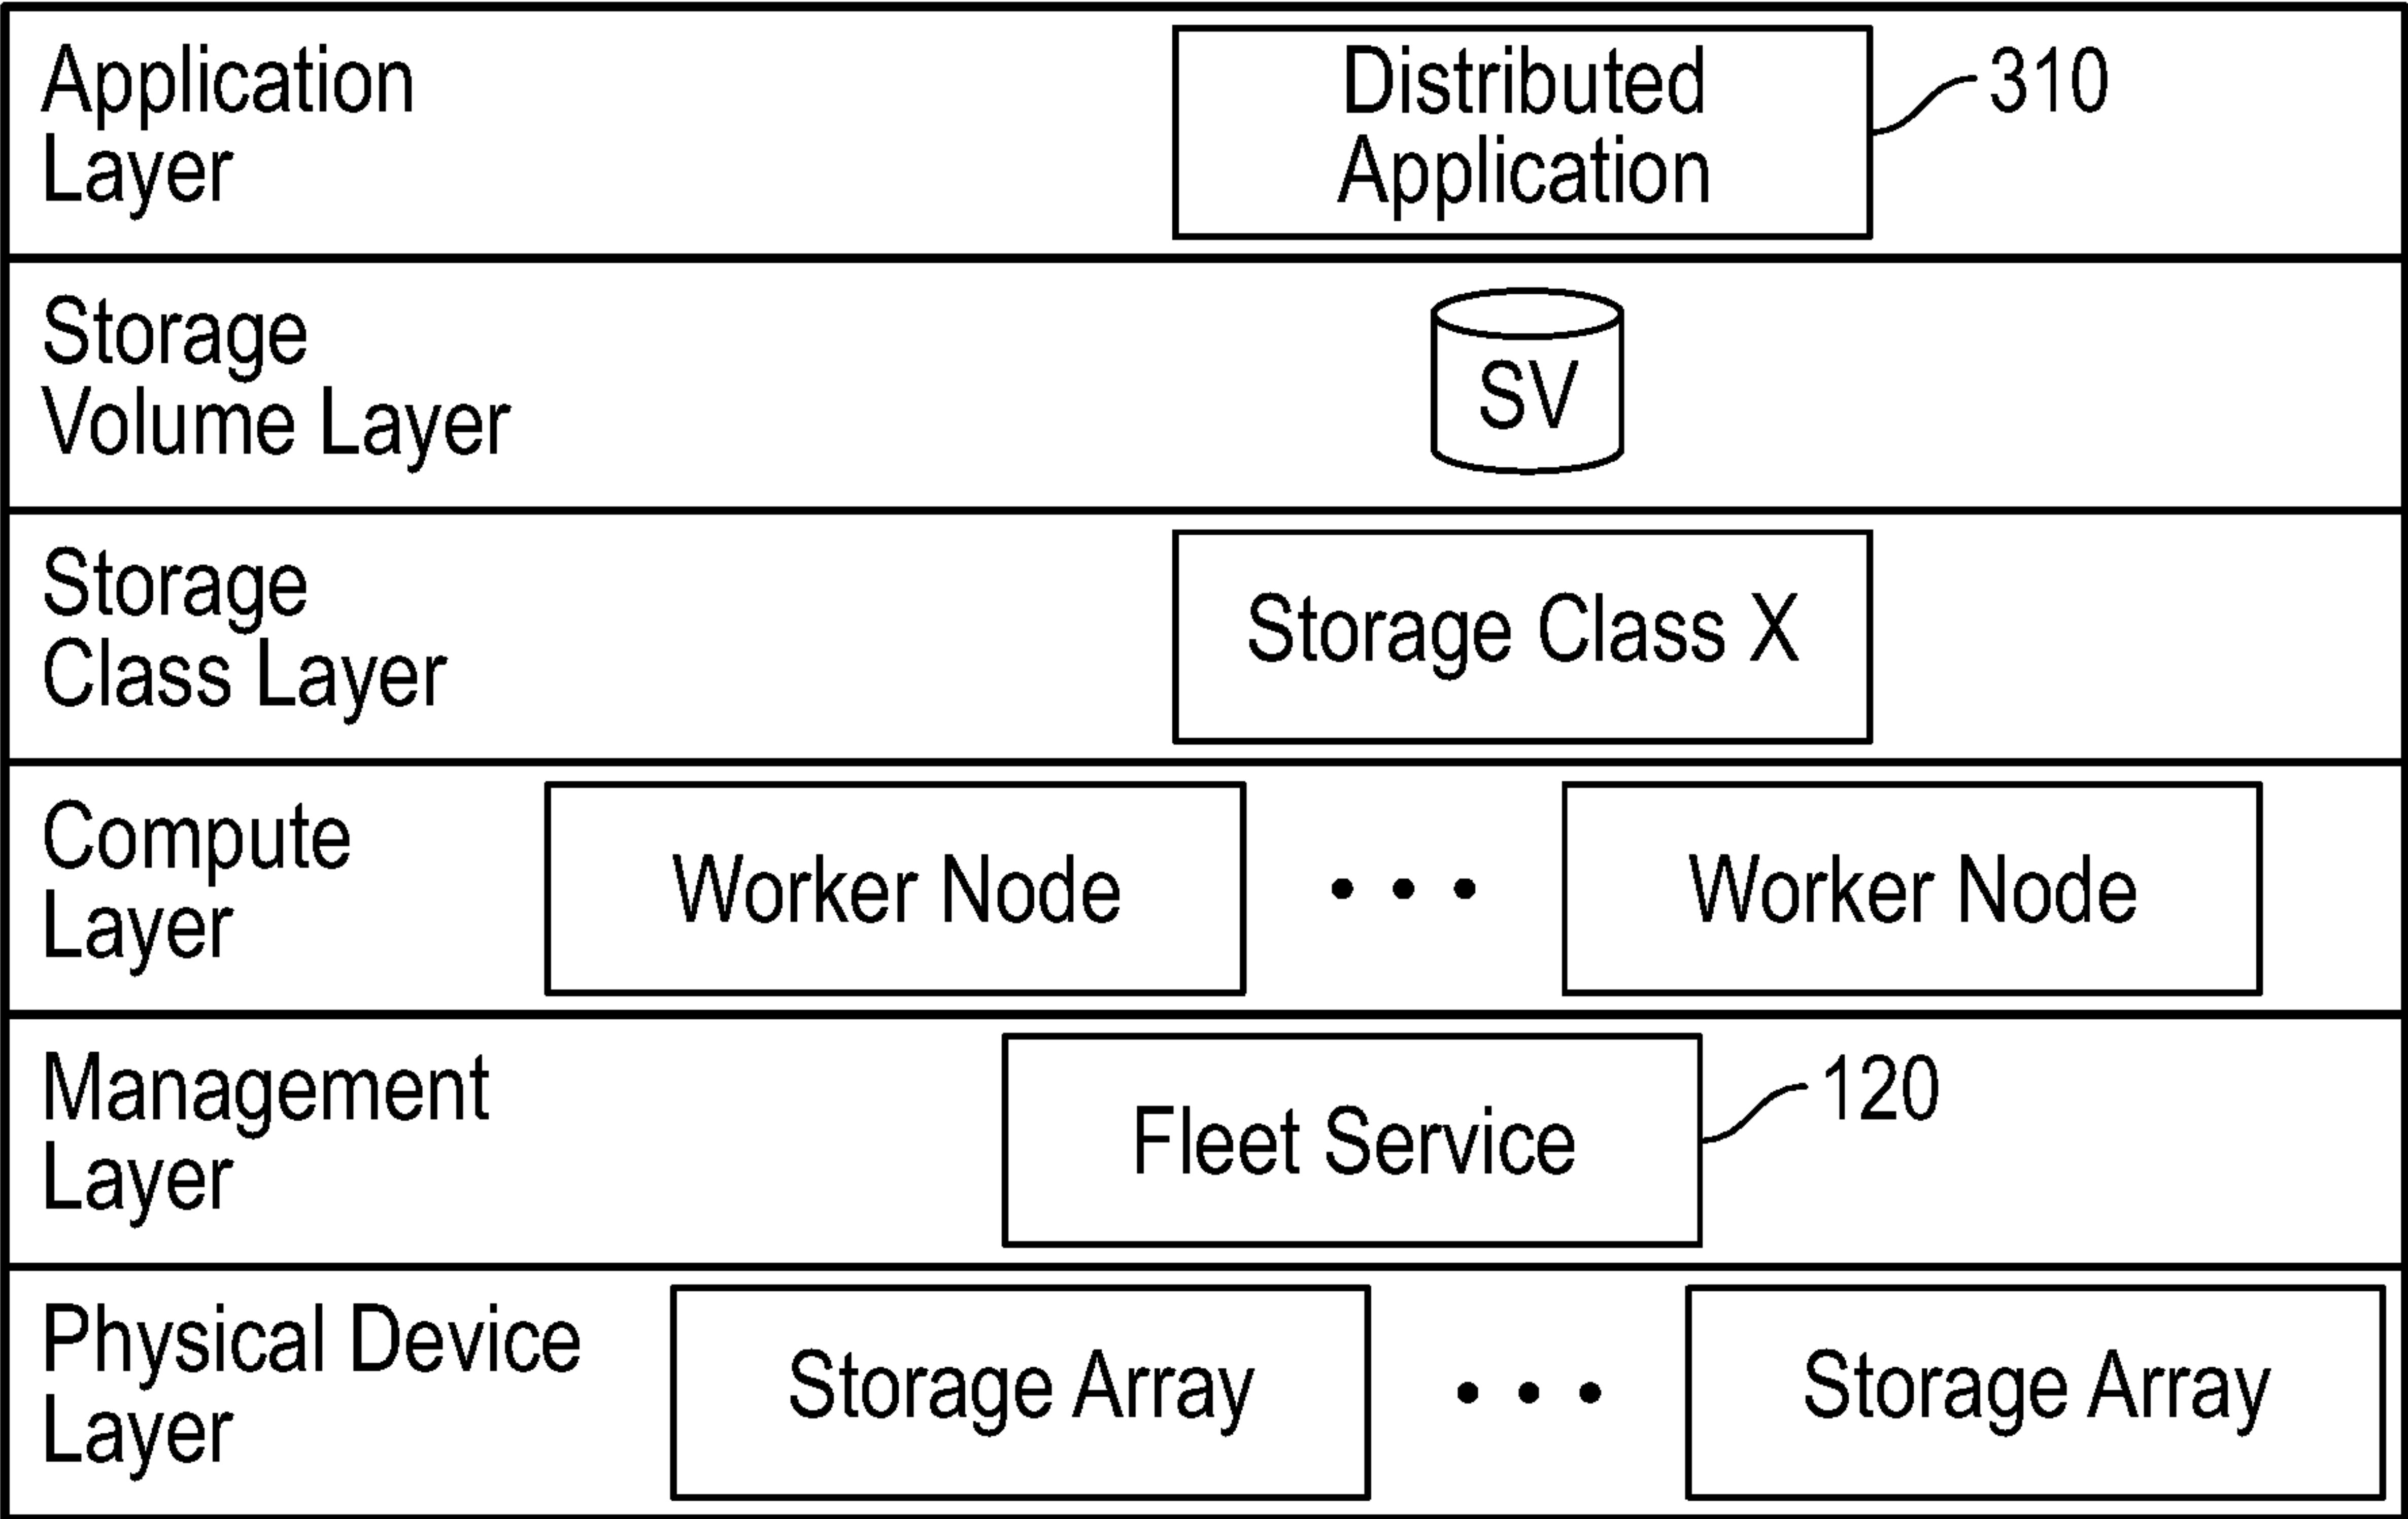 Application
Layer
Distributed
Application
310
Storage
Volume Layer
SV
Storage
Class Layer
Storage Class X
Compute
Layer
Worker Node
Worker Node
Management
Layer
Fleet Service
120
Physical Device
Layer
Storage Array
Storage Array